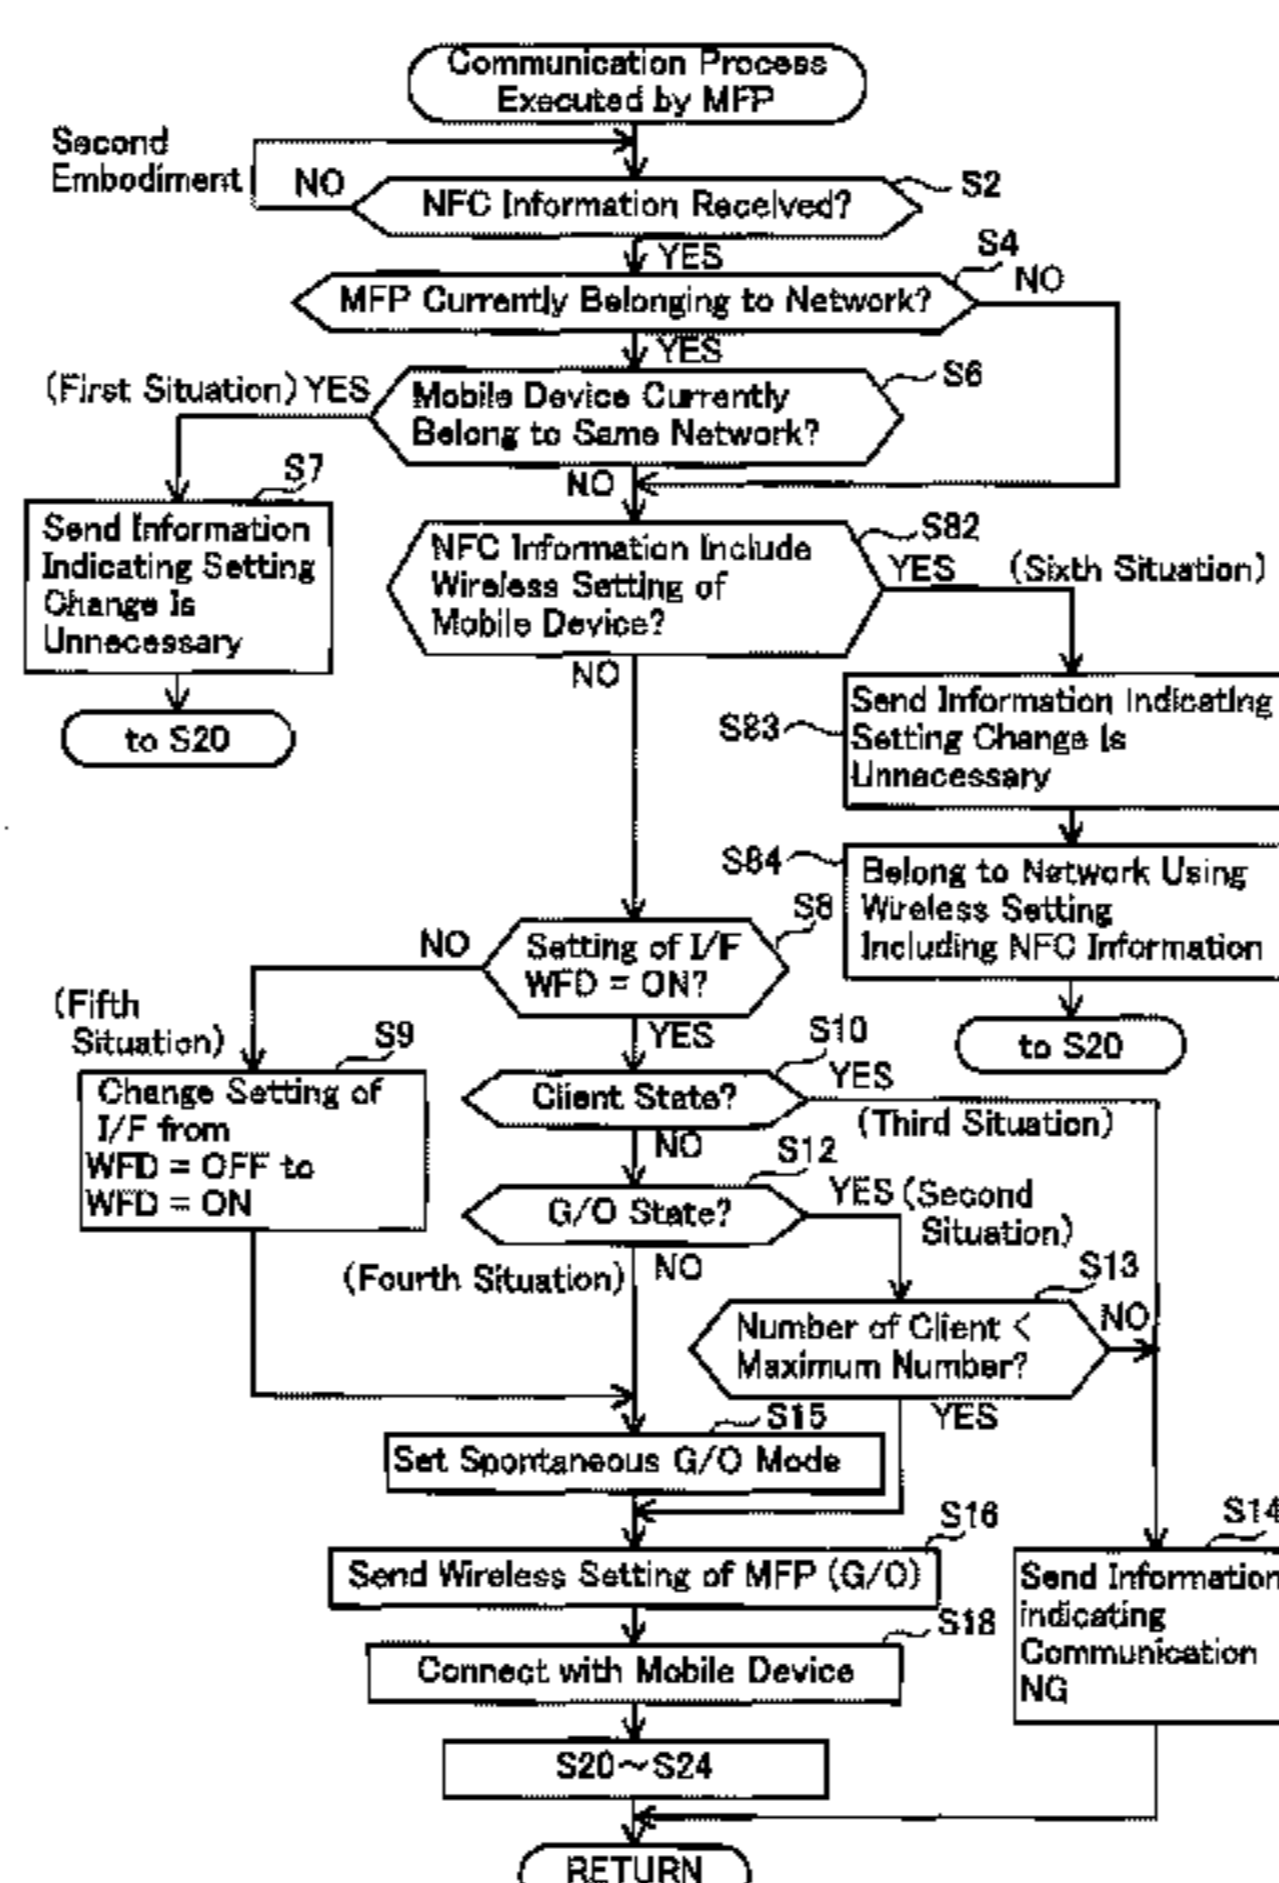 Communication Process
Executed by MFP
Second
Embodiment
NO
NFC Information Received?
S2
YES
S4
NO
MFP Currently Belonging to Network?
YES
(First Situation) YES
Mobile Device Currently
Belong to Same Network?
S6
NO
S7
Send Information
Indicating Setting
Change Is
Unnecessary
to S20
NFC Information Include
Wireless Setting of
Mobile Device?
S82
YES
(Sixth Situation)
NO
S83
Send Information Indicating
Setting Change Is
Unnecessary
S84
Belong to Network Using
Wireless Setting
Including NFC Information
to S20
S8
NO
Setting of I/F
WFD = ON?
YES
(Fifth
Situation)
S9
Change Setting of
I/F from
WFD = OFF to
WFD = ON
S10
Client State?
YES
(Third Situation)
NO
S12
G/O State?
YES (Second
Situation)
(Fourth Situation)
NO
S13
Number of Client <
Maximum Number?
NO
YES
S15
Set Spontaneous G/O Mode
S16
Send Wireless Setting of MFP (G/O)
S14
Send Information
indicating
Communication
NG
S18
Connect with Mobile Device
S20~S24
RETURN